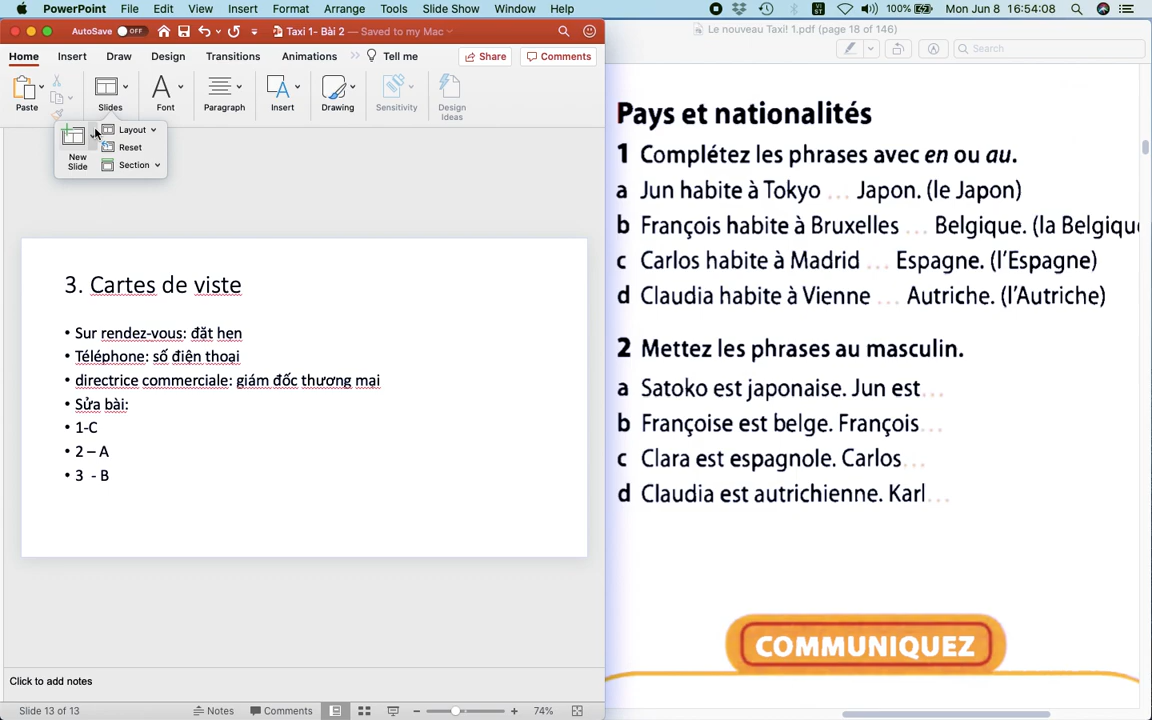 PowerPoint File Edit View Insert Format Arrange Tools Slide Show Window Help 100% Mon Jun 8 16:54:08
AutoSave OFF Taxi 1- Bài 2 — Saved to my Mac
Home Insert Draw Design Transitions Animations Tell me Share Comments
Paste Slides Font Paragraph Insert Drawing Sensitivity Design Ideas
New Slide
Layout
Reset
Section
3. Cartes de viste
• Sur rendez-vous: đặt hẹn
• Téléphone: số điện thoại
• directrice commerciale: giám đốc thương mại
• Sửa bài:
• 1-C
• 2 – A
• 3 - B
Click to add notes
Slide 13 of 13 Notes Comments 74%
Le nouveau Taxi! 1.pdf (page 18 of 146)
Search
Pays et nationalités
1 Complétez les phrases avec en ou au.
a Jun habite à Tokyo ... Japon. (le Japon)
b François habite à Bruxelles ... Belgique. (la Belgiqu
c Carlos habite à Madrid ... Espagne. (l'Espagne)
d Claudia habite à Vienne ... Autriche. (l'Autriche)
2 Mettez les phrases au masculin.
a Satoko est japonaise. Jun est...
b Françoise est belge. François...
c Clara est espagnole. Carlos...
d Claudia est autrichienne. Karl...
COMMUNIQUEZ